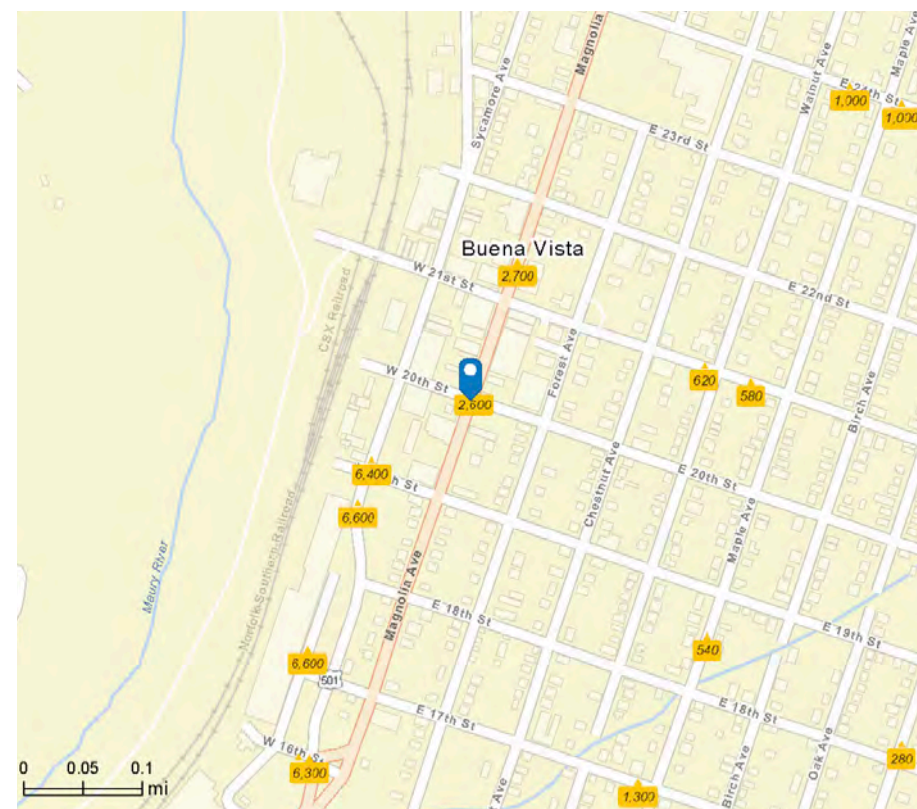 Magnolia
Maple Ave
Walnut Ave
Sycamore Ave
E 24th St
1,000
1,000
E 23rd St
Buena Vista
2,700
W 21st St
E 22nd St
CSX Railroad
Forest Ave
W 20th St
2,600
620
580
Birch Ave
6,400
h St
E 20th St
Chestnut Ave
6,600
Maple Ave
Norfolk Southern Railroad
Maury River
Magnolia Ave
E 18th St
E 19th St
540
6,600
501
E 17th St
E 18th St
W 16th St
6,300
Ave
Birch Ave
Oak Ave
280
1,300
0 0.05 0.1
mi